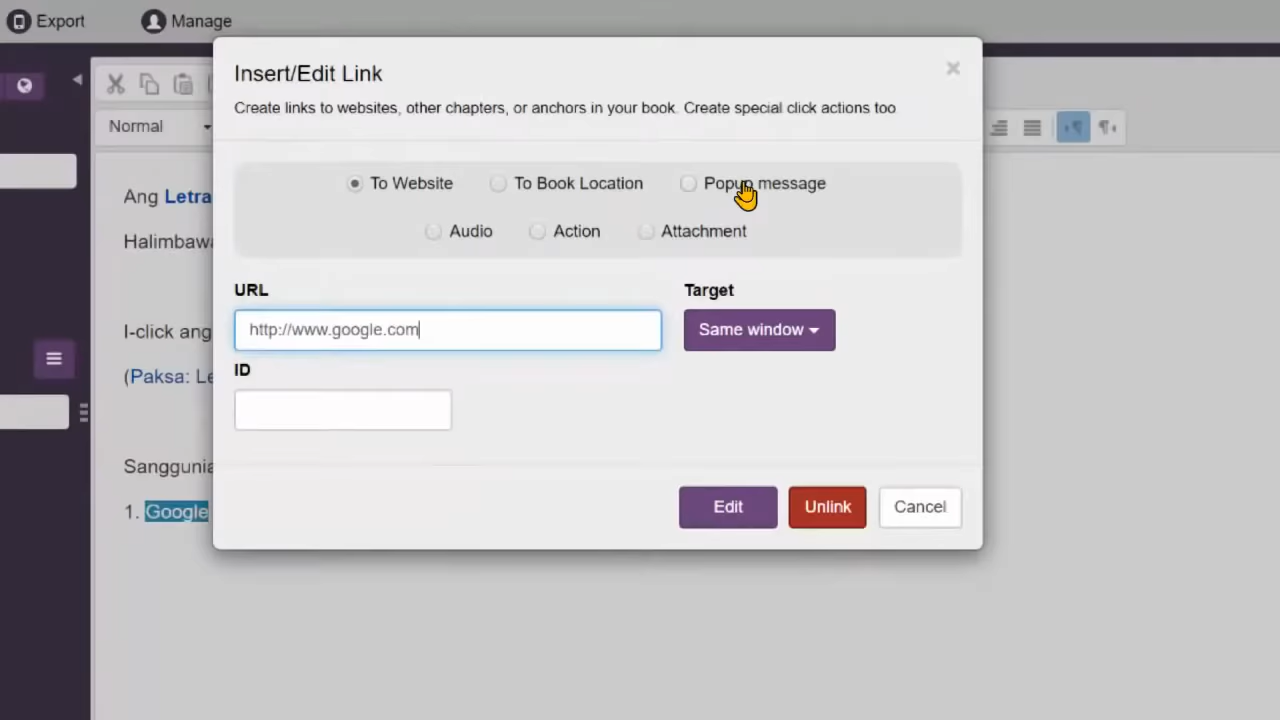 Export Manage
Insert/Edit Link
×
Create links to websites, other chapters, or anchors in your book. Create special click actions too
Normal
To Website To Book Location Popup message
Audio Action Attachment
Ang Letra
Halimbawa
URL Target
http://www.google.com Same window
I-click ang
ID
(Paksa: Le
Sanggunia
1. Google
Edit Unlink Cancel